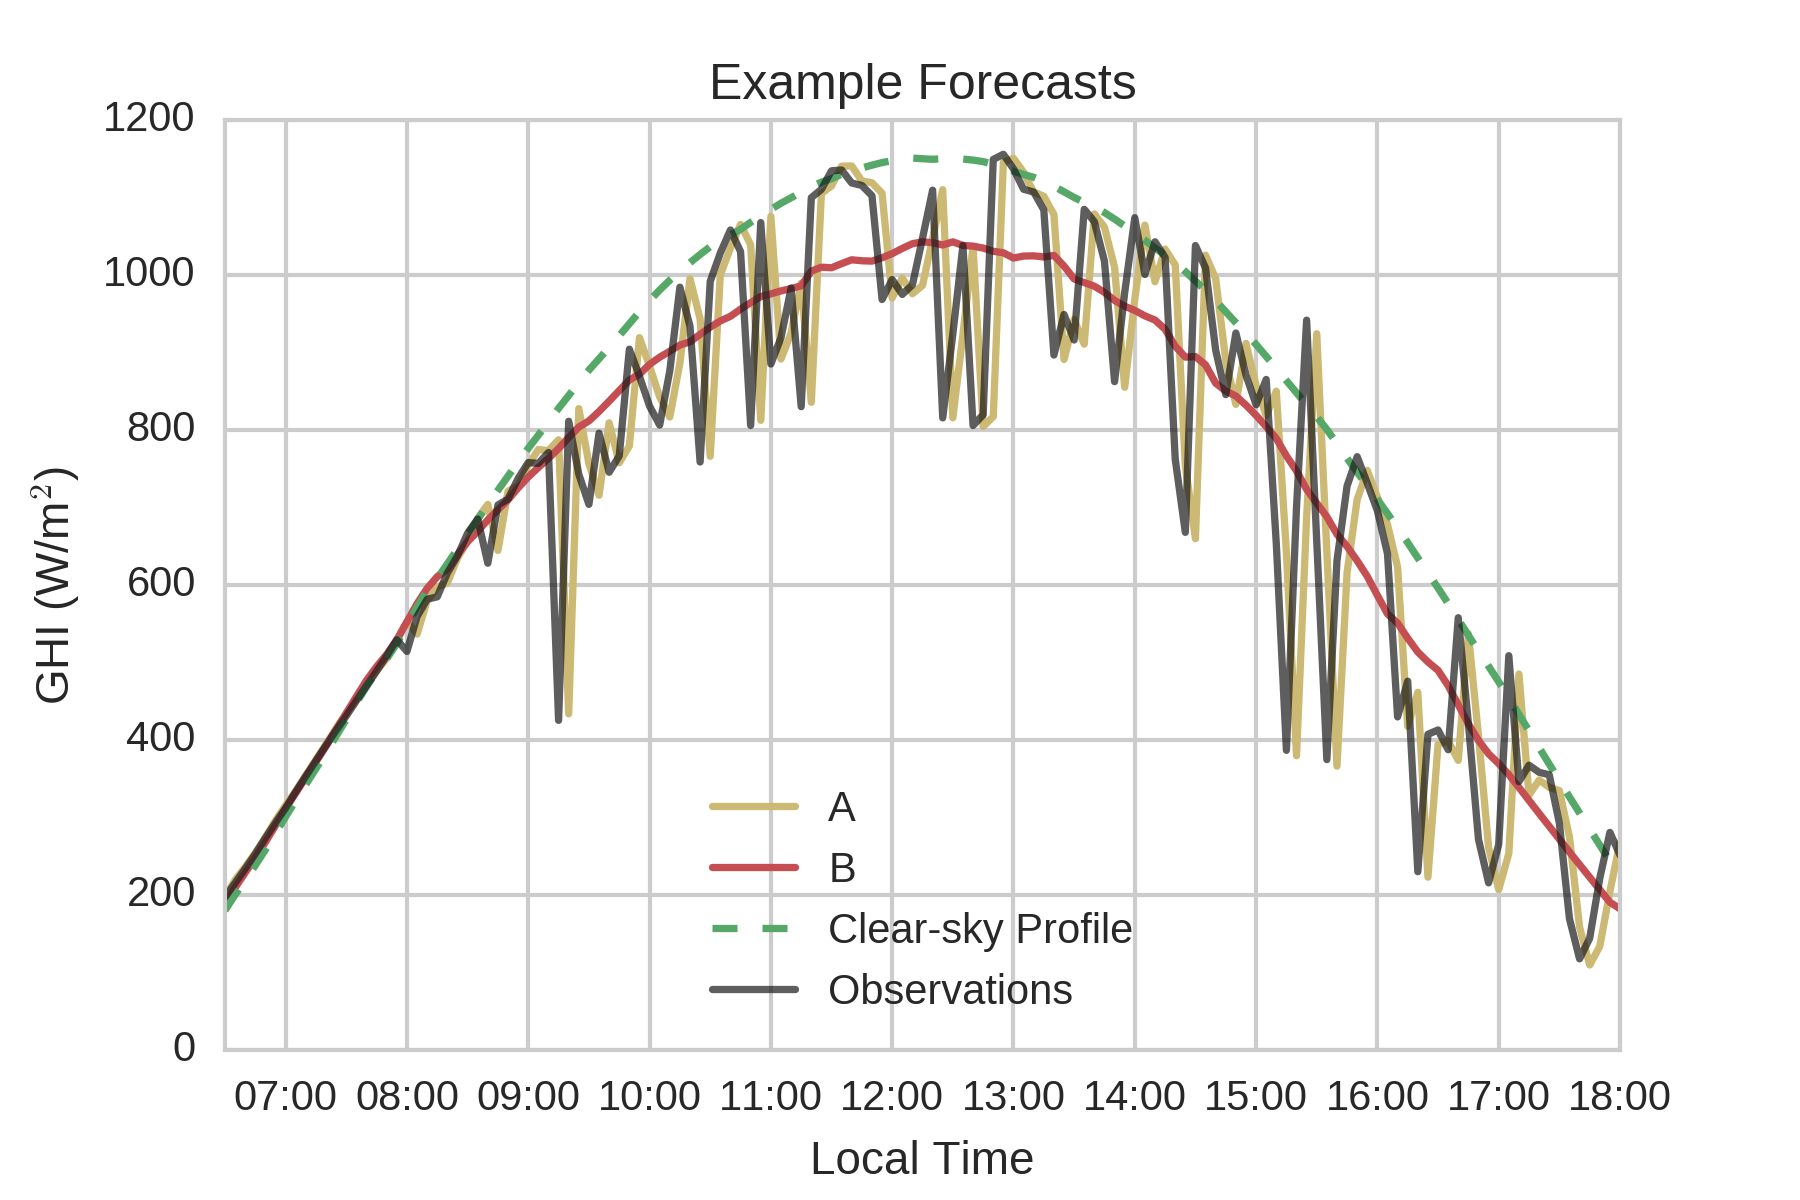 Example Forecasts
GHI (W/m²)
1200
1000
800
600
400
200
0
A
B
Clear-sky Profile
Observations
07:00 08:00 09:00 10:00 11:00 12:00 13:00 14:00 15:00 16:00 17:00 18:00
Local Time